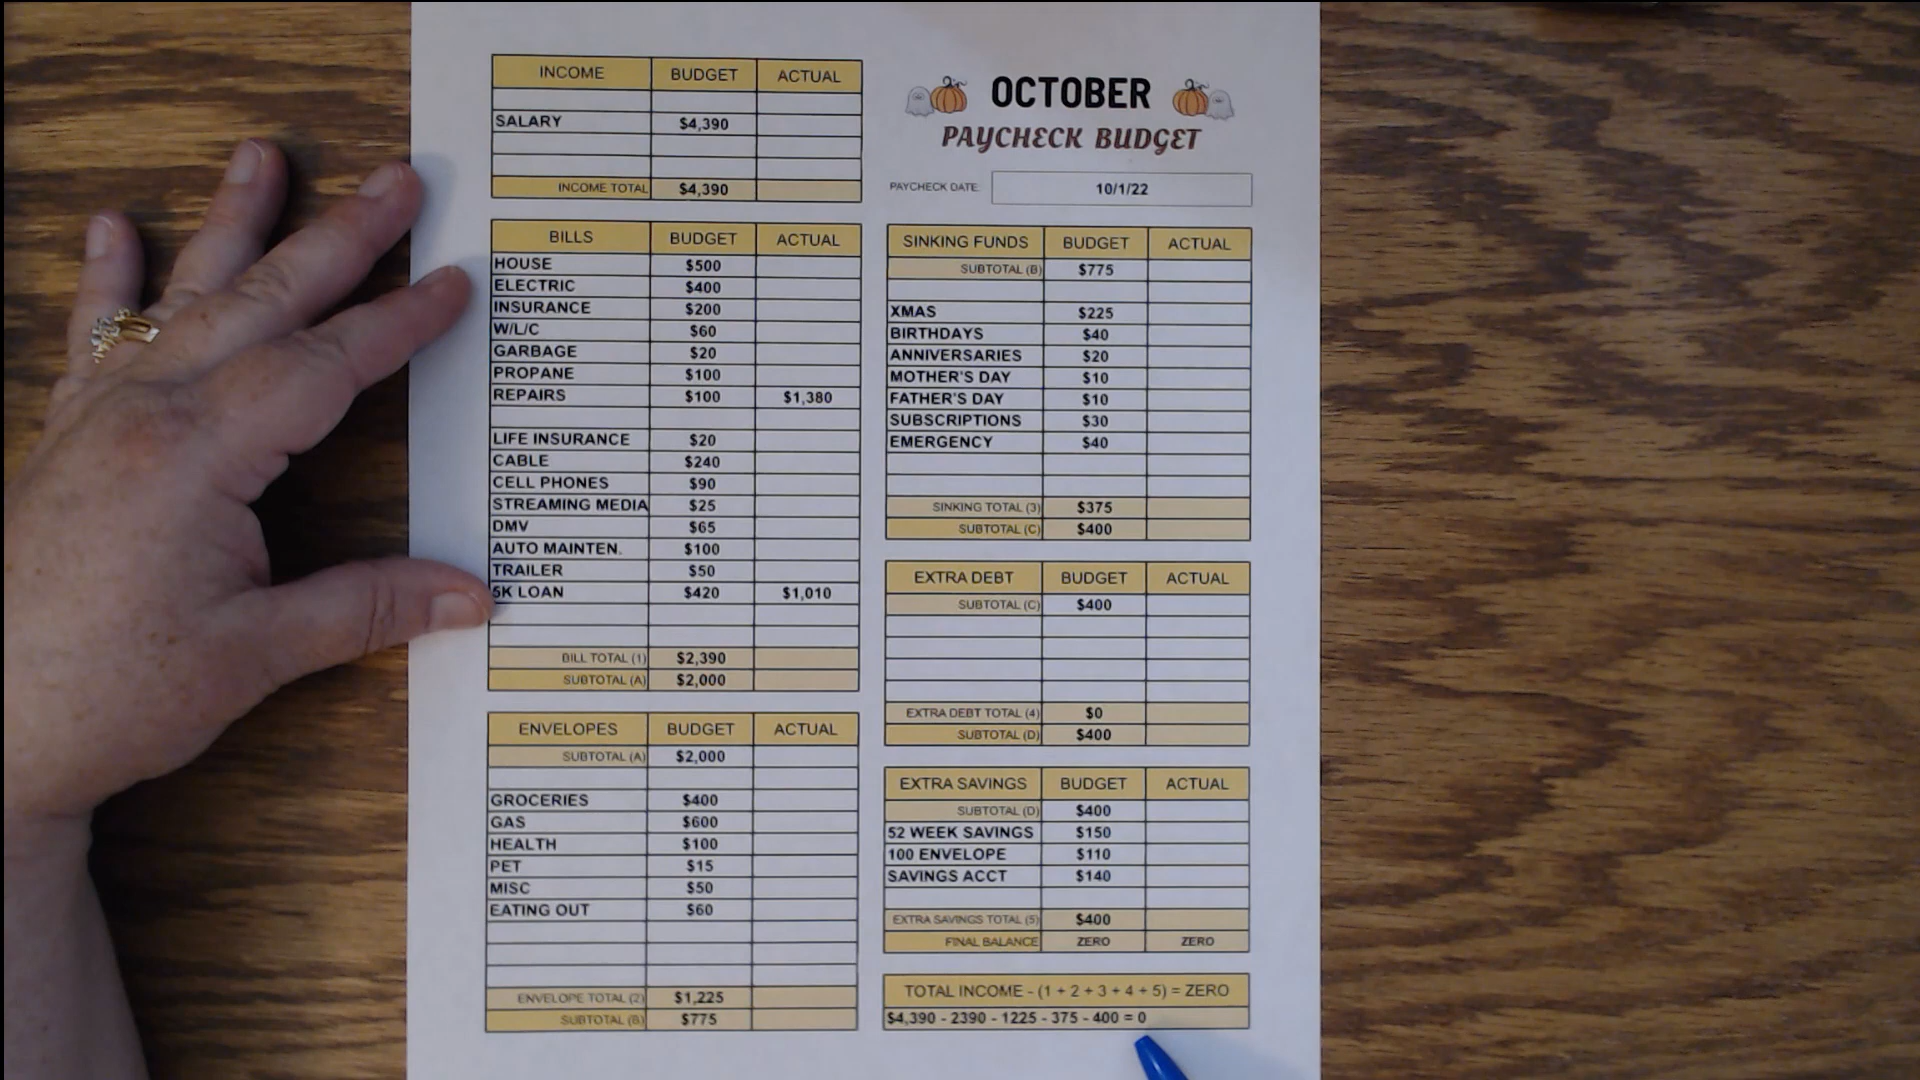 INCOME BUDGET ACTUAL
SALARY $4,390
INCOME TOTAL $4,390
BILLS BUDGET ACTUAL
HOUSE $500
ELECTRIC $400
INSURANCE $200
W/L/C $60
GARBAGE $20
PROPANE $100
REPAIRS $100 $1,380
LIFE INSURANCE $20
CABLE $240
CELL PHONES $90
STREAMING MEDIA $25
DMV $65
AUTO MAINTEN. $100
TRAILER $50
5K LOAN $420 $1,010
BILL TOTAL (1) $2,390
SUBTOTAL (A) $2,000
ENVELOPES BUDGET ACTUAL
SUBTOTAL (A) $2,000
GROCERIES $400
GAS $600
HEALTH $100
PET $15
MISC $50
EATING OUT $60
ENVELOPE TOTAL (2) $1,225
SUBTOTAL (B) $775
OCTOBER
PAYCHECK BUDGET
PAYCHECK DATE 10/1/22
SINKING FUNDS BUDGET ACTUAL
SUBTOTAL (B) $775
XMAS $225
BIRTHDAYS $40
ANNIVERSARIES $20
MOTHER'S DAY $10
FATHER'S DAY $10
SUBSCRIPTIONS $30
EMERGENCY $40
SINKING TOTAL (3) $375
SUBTOTAL (C) $400
EXTRA DEBT BUDGET ACTUAL
SUBTOTAL (C) $400
EXTRA DEBT TOTAL (4) $0
SUBTOTAL (D) $400
EXTRA SAVINGS BUDGET ACTUAL
SUBTOTAL (D) $400
52 WEEK SAVINGS $150
100 ENVELOPE $110
SAVINGS ACCT $140
EXTRA SAVINGS TOTAL (5) $400
FINAL BALANCE ZERO ZERO
TOTAL INCOME - (1 + 2 + 3 + 4 + 5) = ZERO
$4,390 - 2390 - 1225 - 375 - 400 = 0